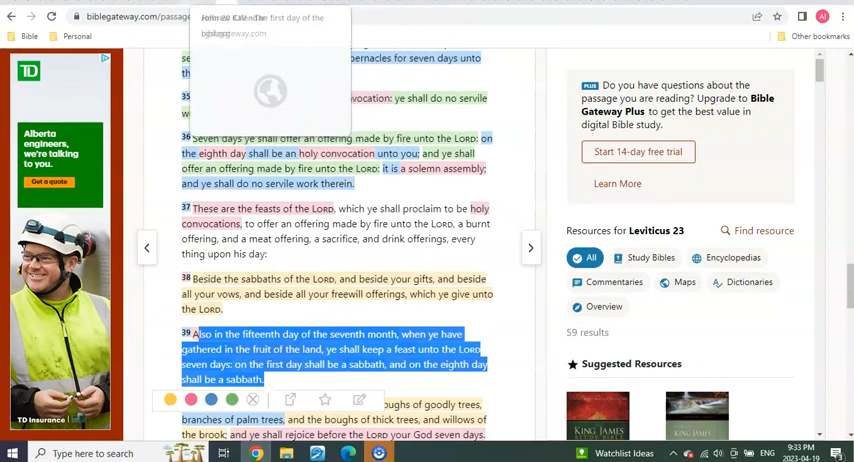 biblegateway.com/passage
AI
Bible
Personal
Other bookmarks
first day of the
TD
Alberta
engineers,
we're talking
to you.
Get a quote
TD Insurance
bernacles for seven days unto
th
35
convocation: ye shall do no servile
w
36 Seven days ye shall offer an offering made by fire unto the LORD: on
the eighth day shall be an holy convocation unto you; and ye shall
offer an offering made by fire unto the LORD: it is a solemn assembly;
and ye shall do no servile work therein.
37 These are the feasts of the LORD, which ye shall proclaim to be holy
convocations, to offer an offering made by fire unto the LORD, a burnt
offering, and a meat offering, a sacrifice, and drink offerings, every
thing upon his day:
38 Beside the sabbaths of the LORD, and beside your gifts, and beside
all your vows, and beside all your freewill offerings, which ye give unto
the LORD.
39 Also in the fifteenth day of the seventh month, when ye have
gathered in the fruit of the land, ye shall keep a feast unto the LORD
seven days: on the first day shall be a sabbath, and on the eighth day
shall be a sabbath.
boughs of goodly trees,
branches of palm trees, and the boughs of thick trees, and willows of
the brook; and ye shall rejoice before the LORD your God seven days.
PLUS Do you have questions about the
passage you are reading? Upgrade to Bible
Gateway Plus to get the best value in
digital Bible study.
Start 14-day free trial
Learn More
Resources for Leviticus 23
Find resource
All
Study Bibles
Encyclopedias
Commentaries
Maps
Dictionaries
Overview
59 results
Suggested Resources
KING JAMES
STUDY BIBLE
KING JAMES
Type here to search
Watchlist Ideas
ENG
9:33 PM
2023-04-19
3